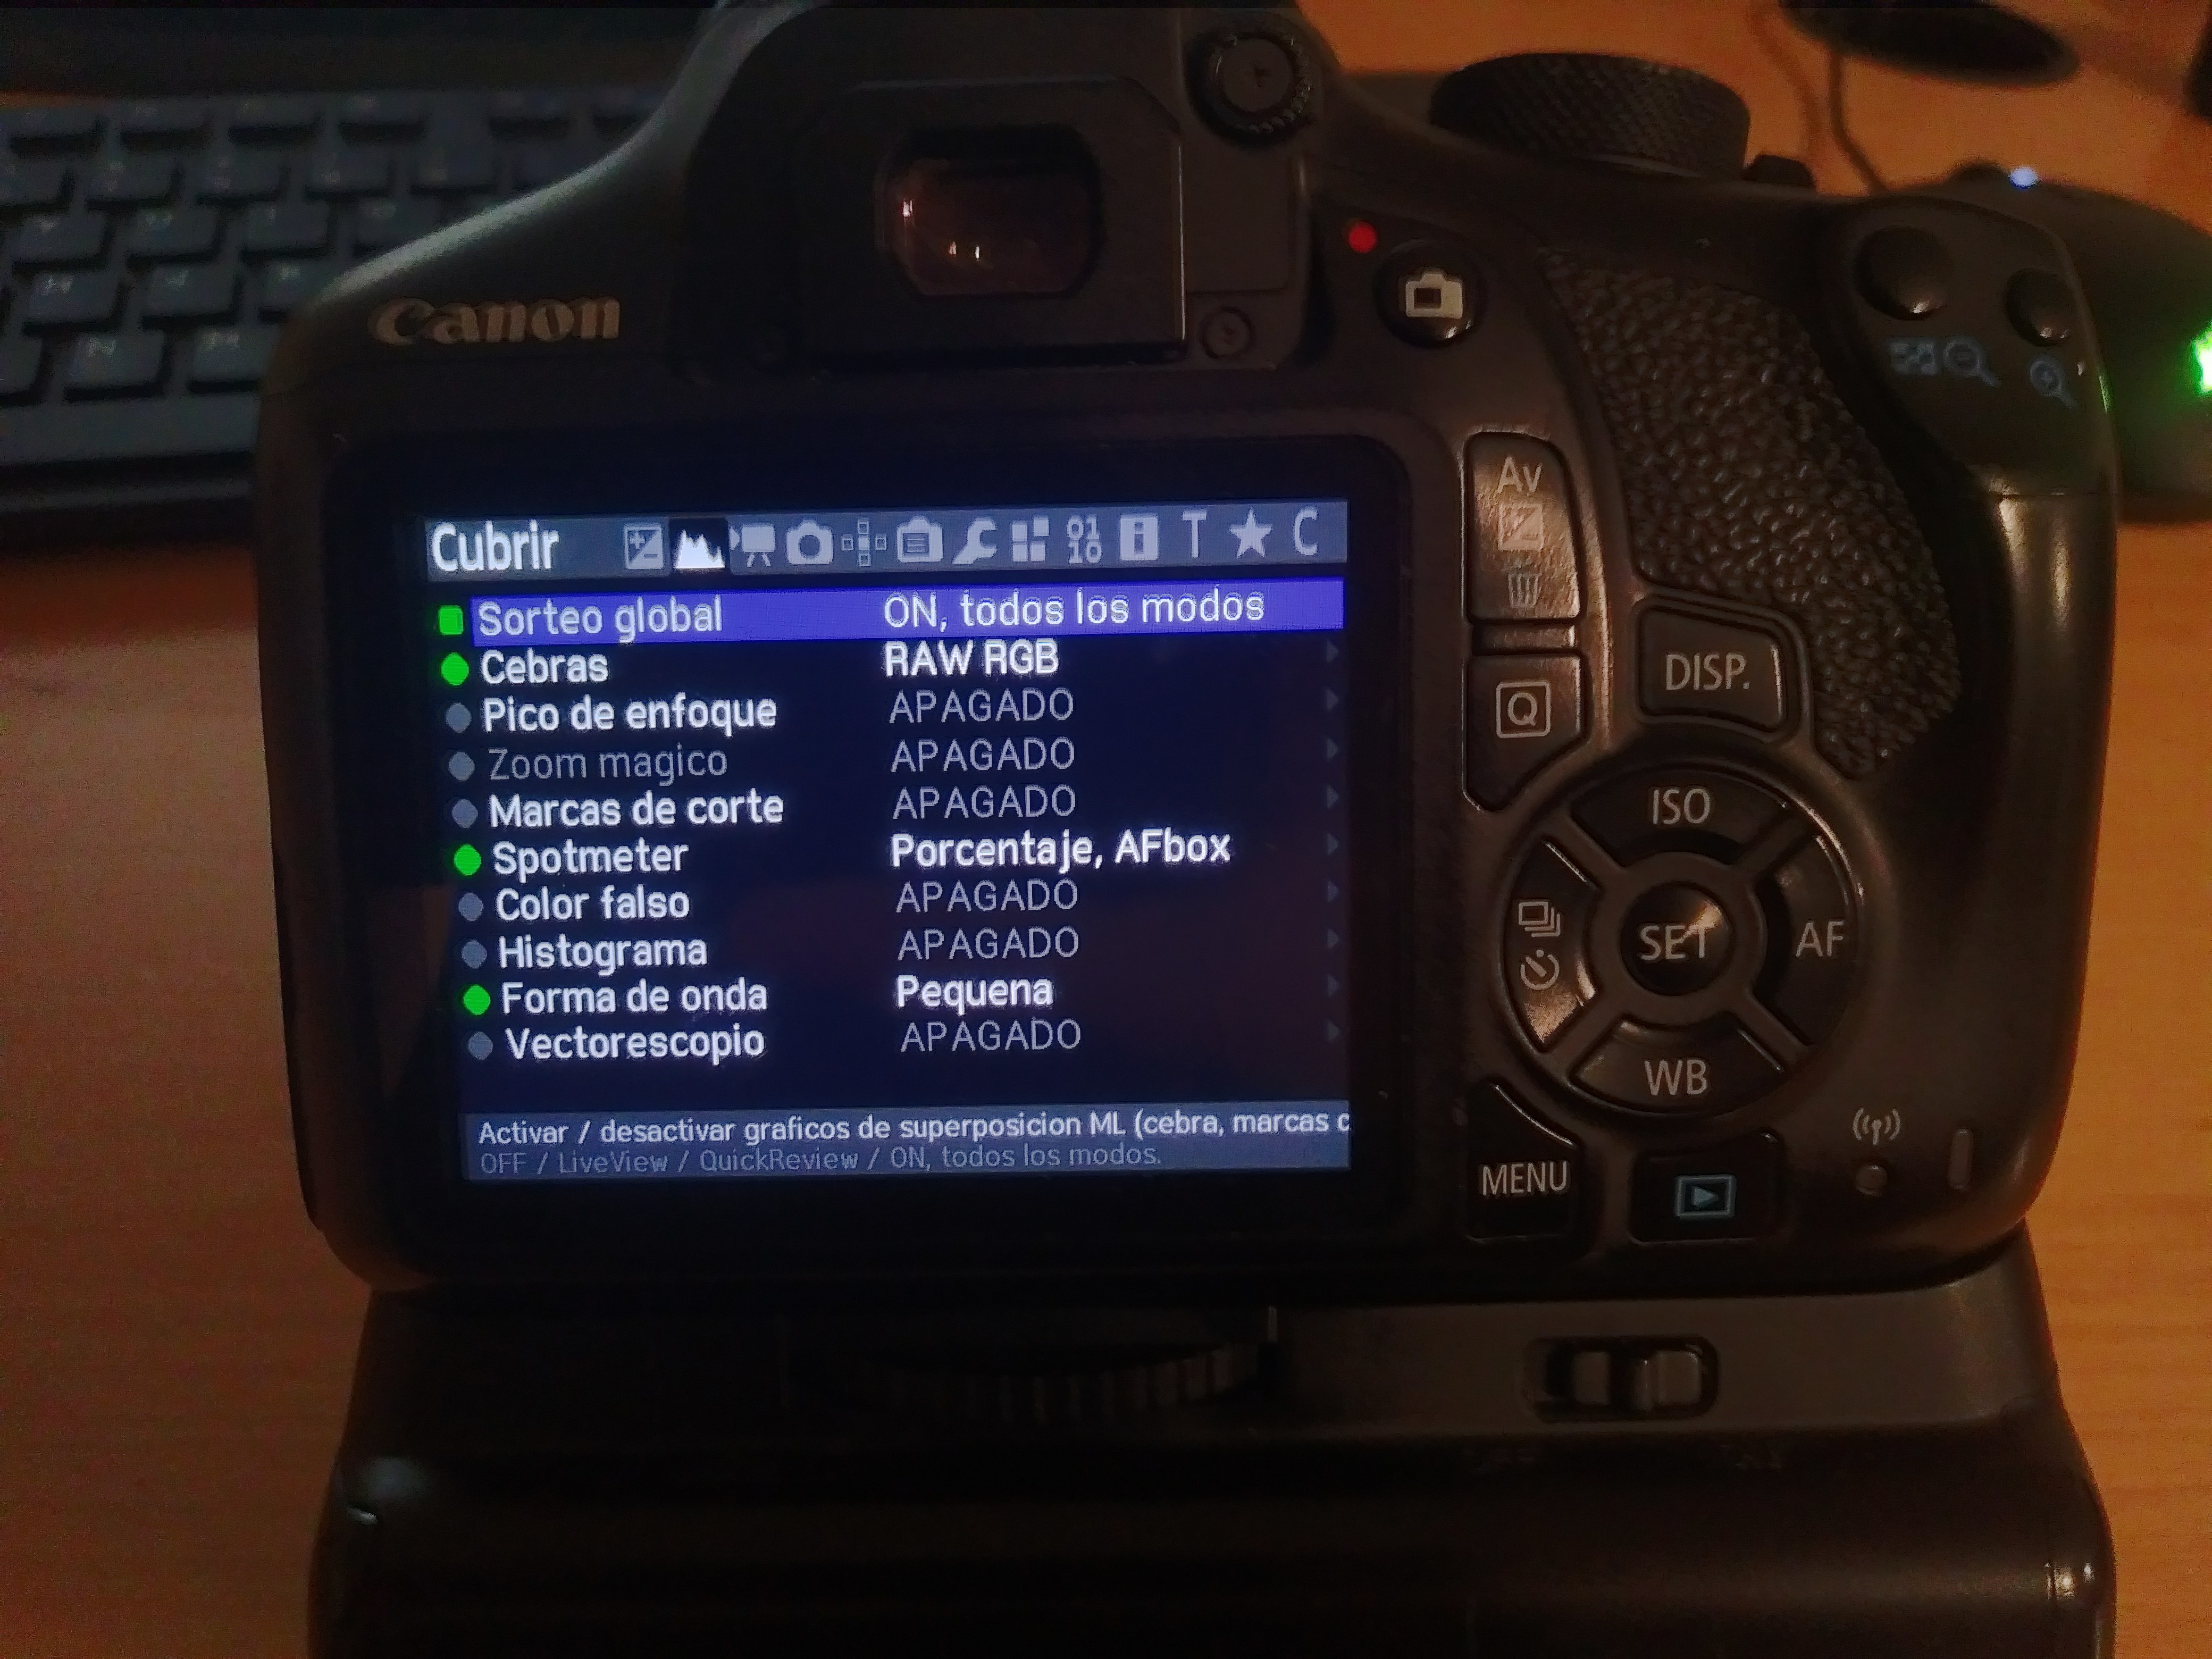 Canon
Cubrir T C
Sorteo global ON, todos los modos
Cebras RAW RGB
Pico de enfoque APAGADO
Zoom magico APAGADO
Marcas de corte APAGADO
Spotmeter Porcentaje, AFbox
Color falso APAGADO
Histograma APAGADO
Forma de onda Pequena
Vectorescopio APAGADO
Activar / desactivar graficos de superposicion ML (cebra, marcas c
OFF / LiveView / QuickReview / ON, todos los modos.
Av
Q
DISP.
ISO
SET
AF
WB
MENU